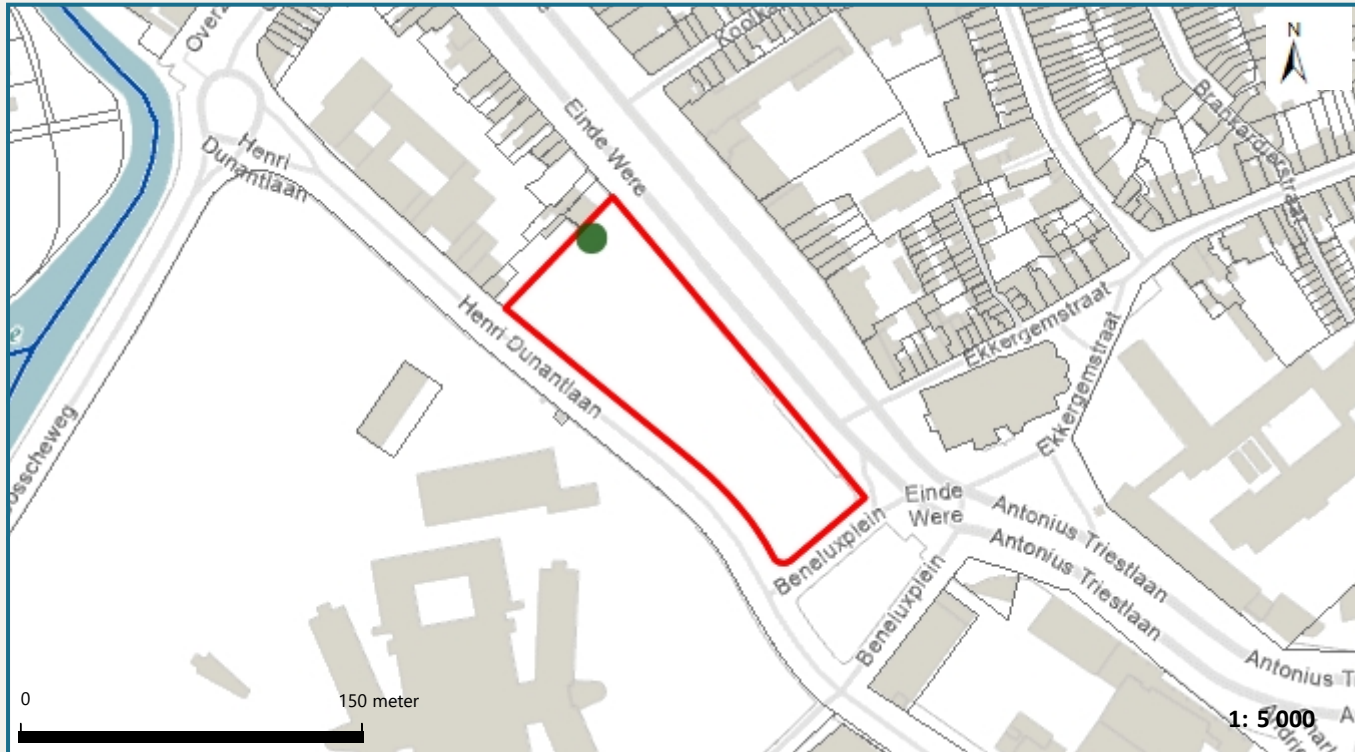 N
Einde Were
Brantdierstraat
Henri
Dunantlaan
Henri Dunantlaan
Ekkergemstraat
Ekkergemstraat
Einde
Were
Beneluxplein
Antonius Triestlaan
Antonius Triestlaan
Beneluxplein
Antonius T
0
150 meter
1: 5 000